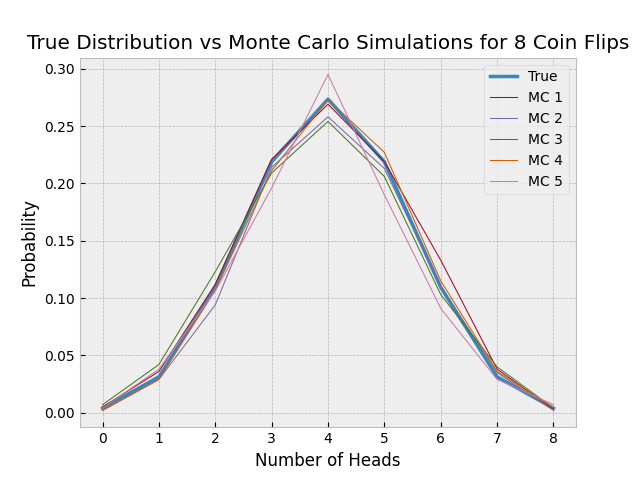 True Distribution vs Monte Carlo Simulations for 8 Coin Flips
0.30
0.25
0.20
0.15
0.10
0.05
0.00
Probability
True
MC 1
MC 2
MC 3
MC 4
MC 5
0 1 2 3 4 5 6 7 8
Number of Heads